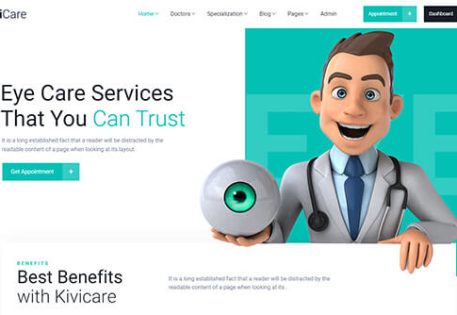 iCare
Home Doctors Specialization Blog Pages Admin
Appointment +
Dashboard
Eye Care Services
That You Can Trust
It is a long established fact that a reader will be distracted by the
readable content of a page when looking at its layout
Get Appointment +
BENEFITS
Best Benefits
with Kivicare
It is a long established fact that a reader will be distracted by the
readable content of a page when looking at its .